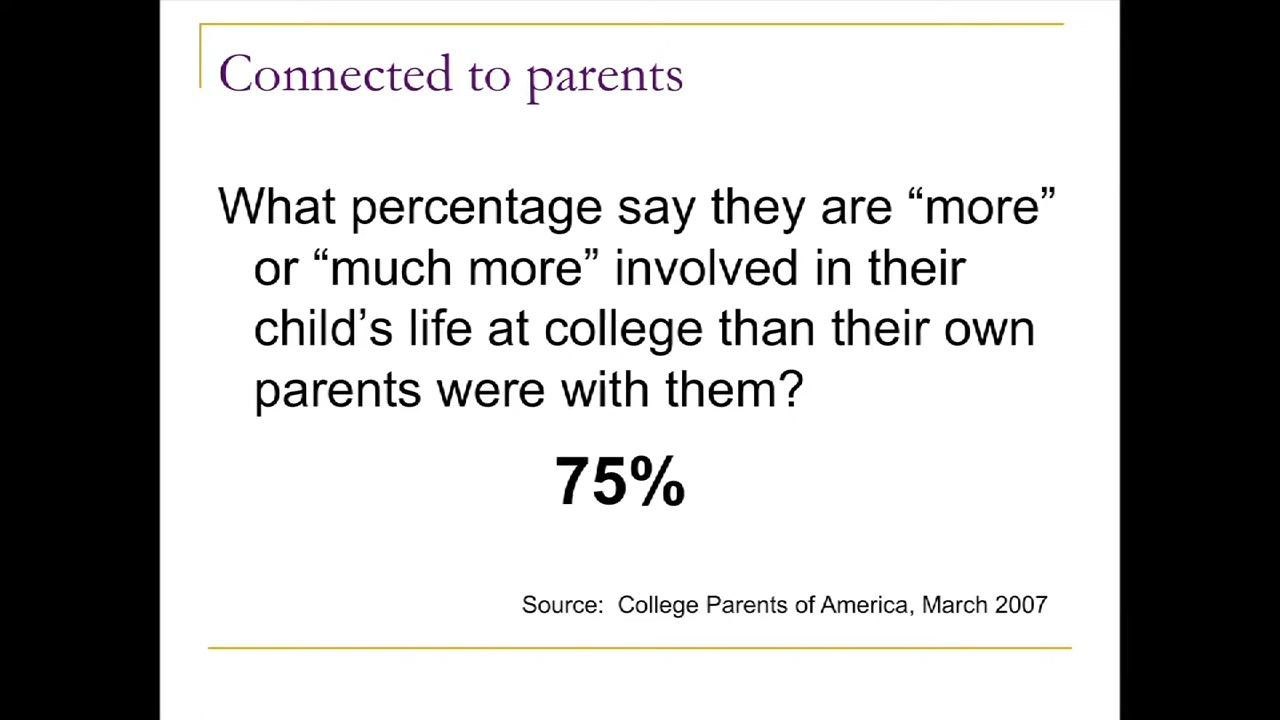 Connected to parents
What percentage say they are “more”
or “much more” involved in their
child’s life at college than their own
parents were with them?
75%
Source:  College Parents of America, March 2007